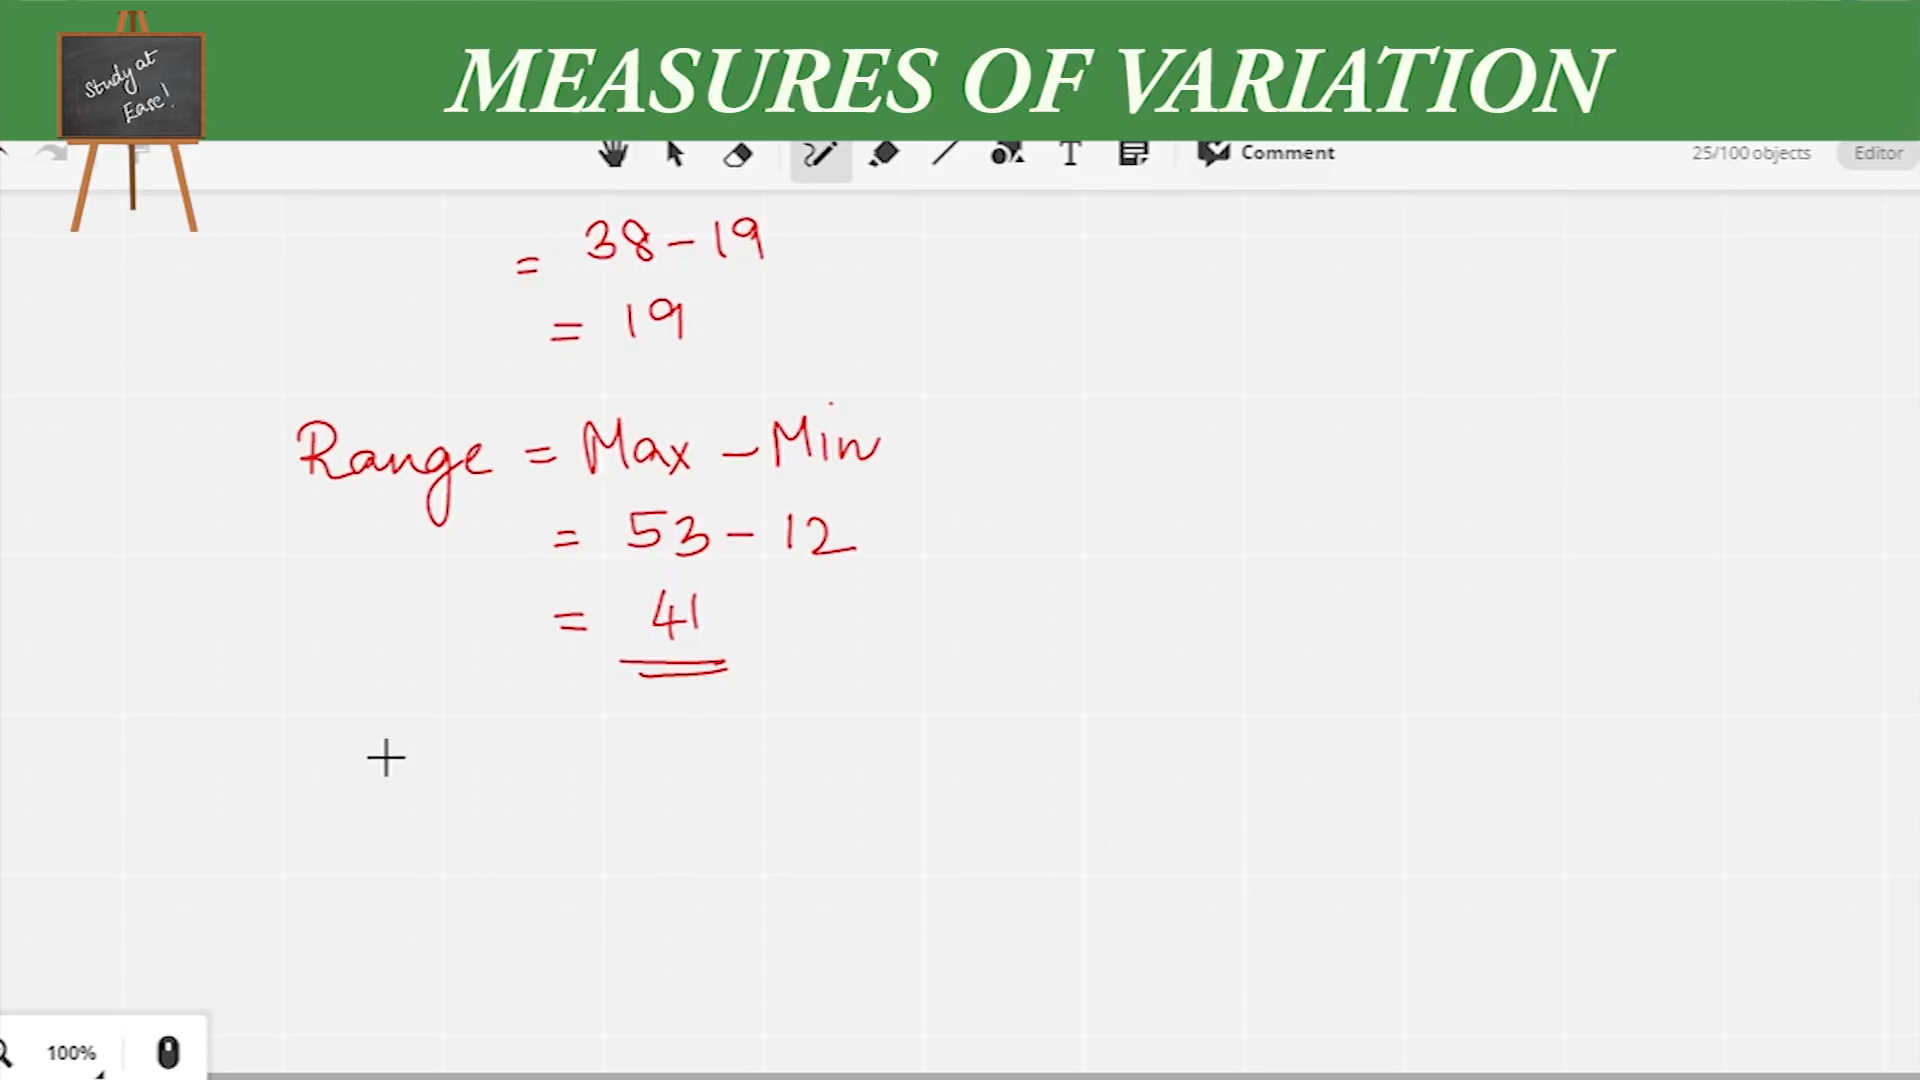 Study at
Ease!
MEASURES OF VARIATION
T
Comment
25/100 objects
Editor
= 38 - 19
= 19
Range = Max - Min
= 53 - 12
= 41
100%